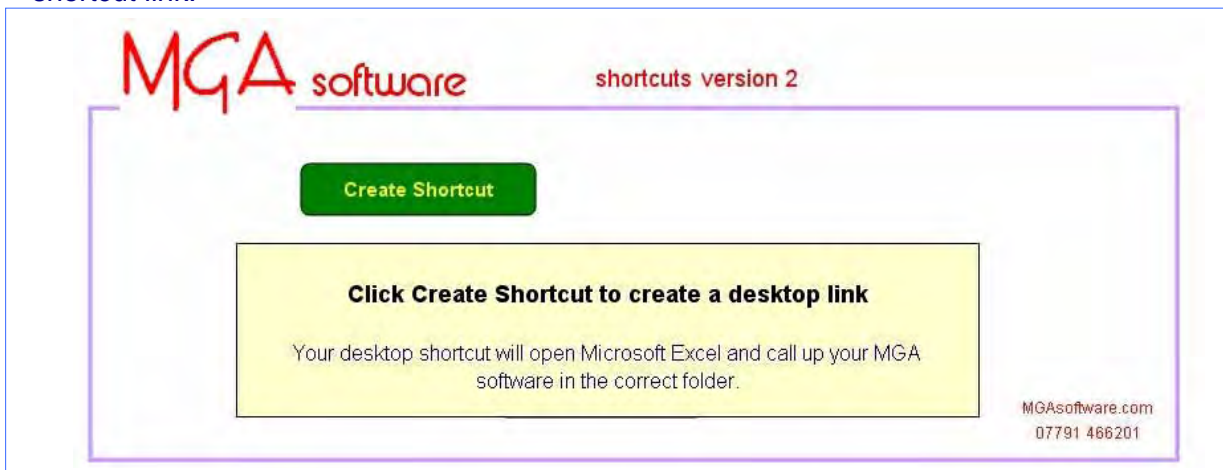 shortcut link.
MGA software
shortcuts version 2
Create Shortcut
Click Create Shortcut to create a desktop link
Your desktop shortcut will open Microsoft Excel and call up your MGA
software in the correct folder.
MGAsoftware.com
07791 466201